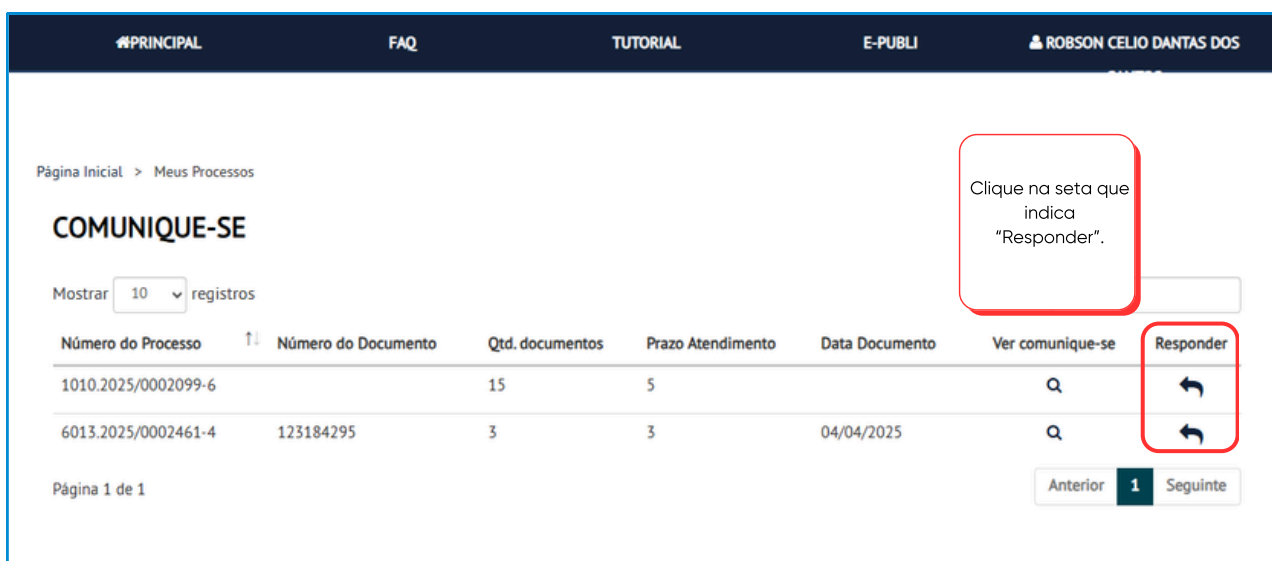 PRINCIPAL FAQ TUTORIAL E-PUBLI ROBSON CELIO DANTAS DOS
Página Inicial > Meus Processos
Clique na seta que
indica
“Responder”.
COMUNIQUE-SE
Mostrar 10 registros
Número do Processo Número do Documento Qtd. documentos Prazo Atendimento Data Documento Ver comunique-se Responder
1010.2025/0002099-6 15 5
6013.2025/0002461-4 123184295 3 3 04/04/2025
Página 1 de 1 Anterior 1 Seguinte